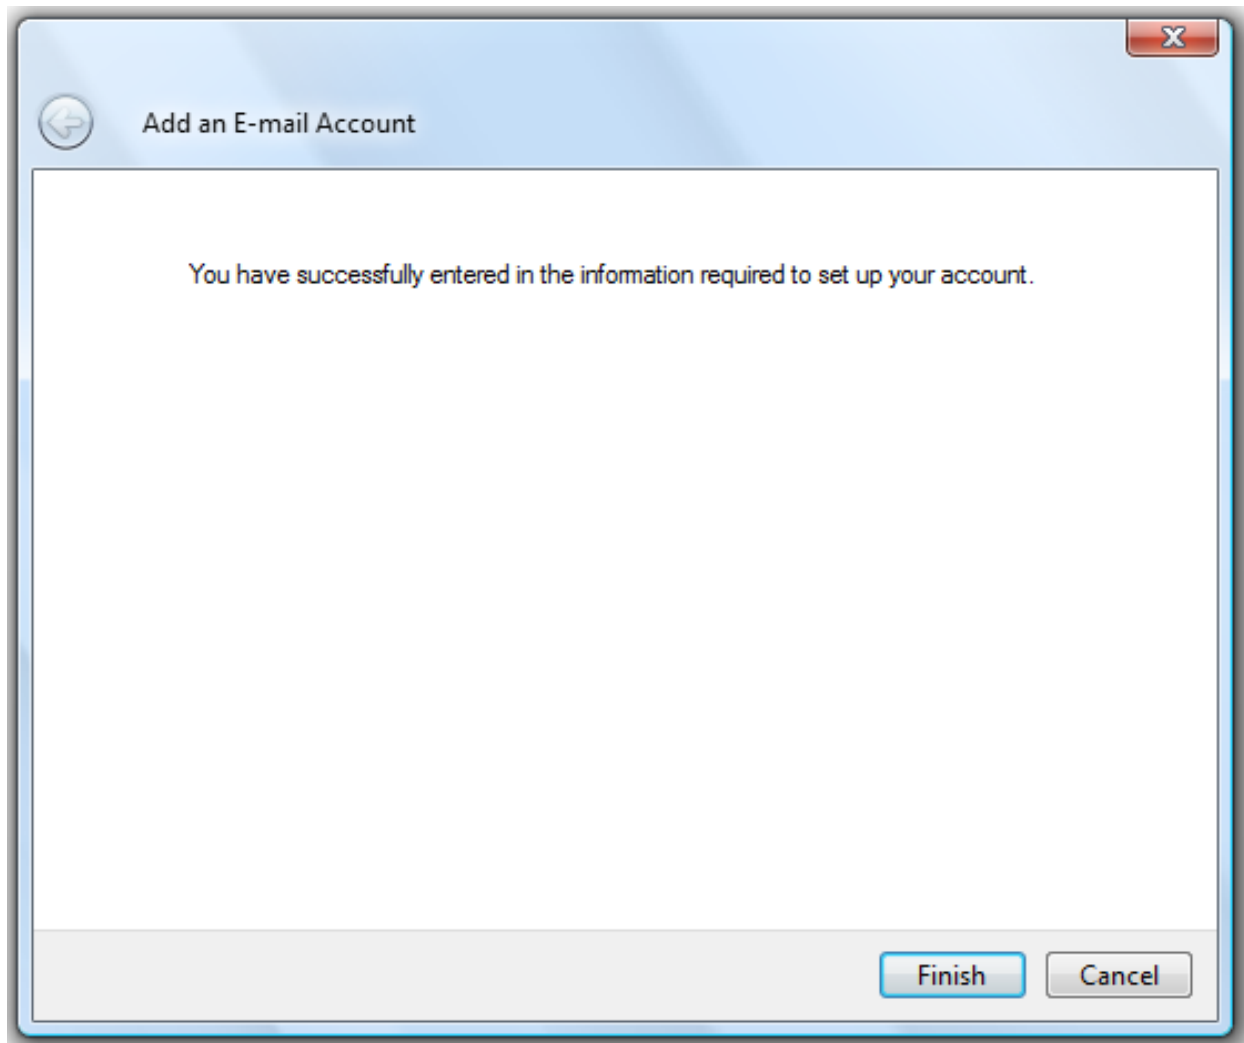 Add an E-mail Account
You have successfully entered in the information required to set up your account.
Finish
Cancel